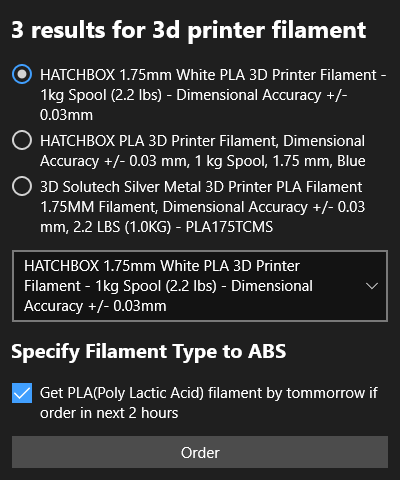 3 results for 3d printer filament
HATCHBOX 1.75mm White PLA 3D Printer Filament -
1kg Spool (2.2 lbs) - Dimensional Accuracy +/-
0.03mm
HATCHBOX PLA 3D Printer Filament, Dimensional
Accuracy +/- 0.03 mm, 1 kg Spool, 1.75 mm, Blue
3D Solutech Silver Metal 3D Printer PLA Filament
1.75MM Filament, Dimensional Accuracy +/- 0.03
mm, 2.2 LBS (1.0KG) - PLA175TCMS
HATCHBOX 1.75mm White PLA 3D Printer
Filament - 1kg Spool (2.2 lbs) - Dimensional
Accuracy +/- 0.03mm
Specify Filament Type to ABS
Get PLA(Poly Lactic Acid) filament by tommorrow if
order in next 2 hours
Order